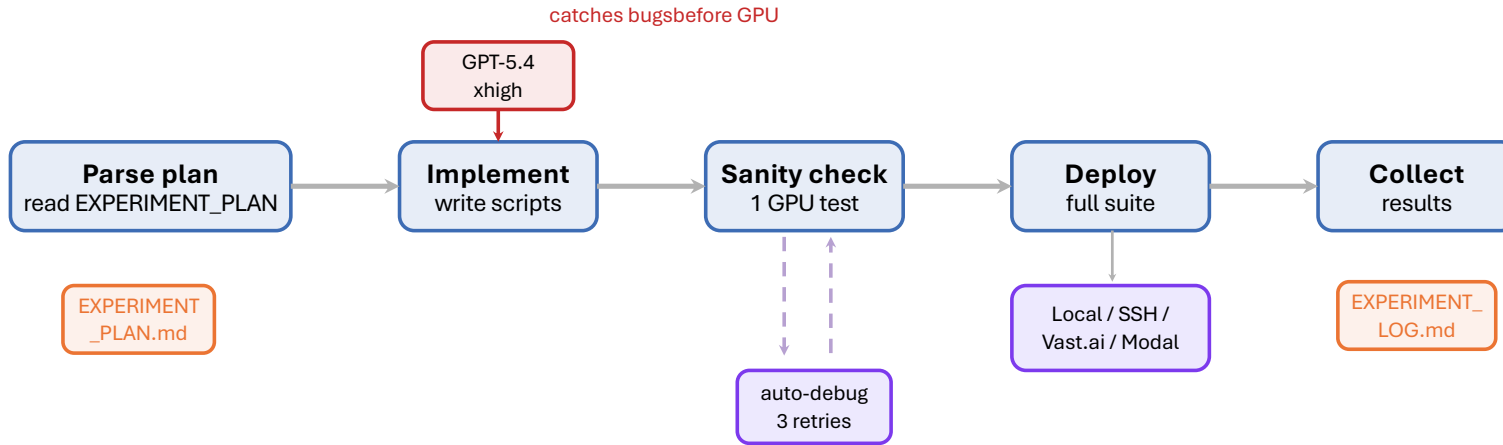 catches bugsbefore GPU
GPT-5.4
xhigh
Parse plan
read EXPERIMENT_PLAN
Implement
write scripts
Sanity check
1 GPU test
Deploy
full suite
Collect
results
EXPERIMENT
_PLAN.md
auto-debug
3 retries
Local / SSH /
Vast.ai / Modal
EXPERIMENT_
LOG.md